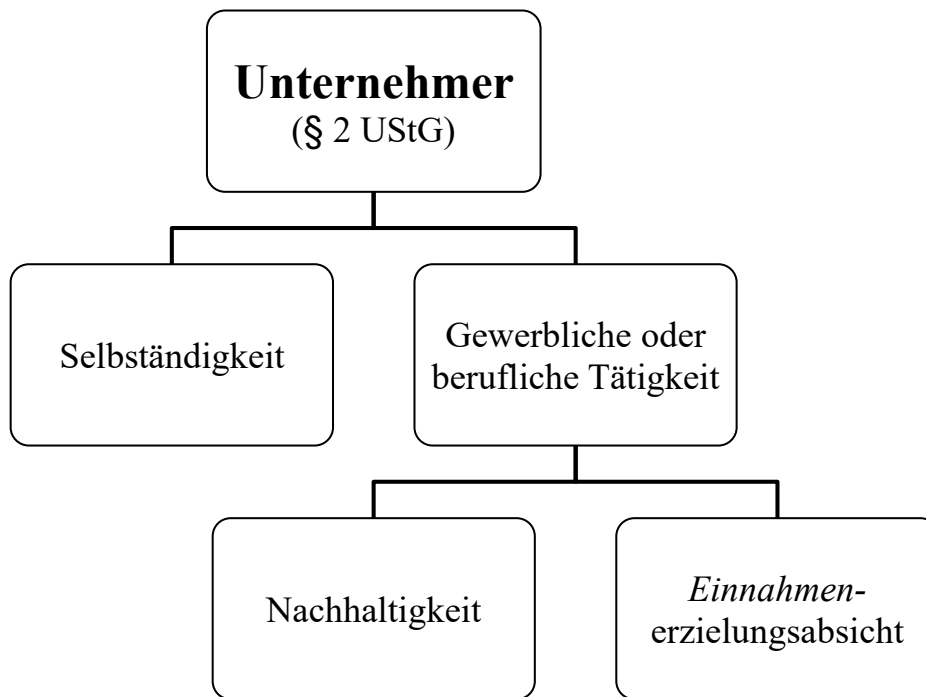 Unternehmer
(§ 2 UStG)
Selbständigkeit
Gewerbliche oder
berufliche Tätigkeit
Nachhaltigkeit
Einnahmen-
erzielungsabsicht